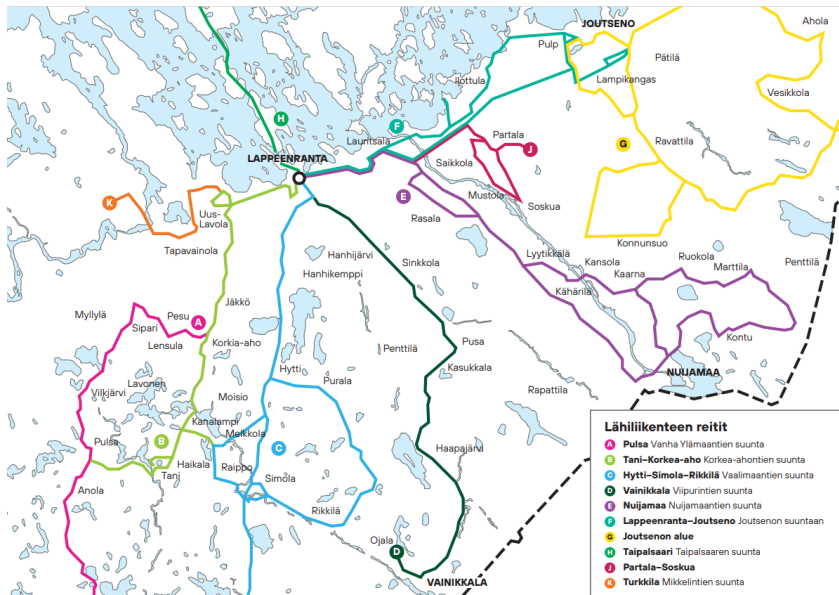 JOUTSENO
Ahola
Pulp
Pätilä
Lampikangas
Ilottula
Vesikkola
H
F
Lauritsala
Partala
G
Ravattila
LAPPEENRANTA
Saikkola
J
K
E
Mustola
Soskua
Uus-
Lavola
Rasala
Tapavainola
Hanhijärvi
Sinkkola
Lyytikkälä
Konnunsuo
Kansola
Ruokola
Marttila
Penttilä
Hanhikemppi
Kaarna
Kähärilä
Jäkkö
Myllylä
Pesu
A
Sipari
Lensula
Korkia-aho
Penttilä
Pusa
Kontu
Kasukkala
Hytti
NUIJAMAA
Lavonen
Vilkjärvi
Moisio
Purala
Rapattila
Kanalampi
Melkkola
Pulsa
B
C
Haapajärvi
Haikala
Raippo
Tani
Simola
Anola
Rikkilä
Ojala
D
VAINIKKALA
Lähiliikenteen reitit
A Pulsa Vanha Ylämaantien suunta
B Tani–Korkea-aho Korkea-ahontien suunta
C Hytti–Simola–Rikkilä Vaalimaantien suunta
D Vainikkala Viipurintien suunta
E Nuijamaa Nuijamaantien suunta
F Lappeenranta–Joutseno Joutsenon suuntaan
G Joutsenon alue
H Taipalsaari Taipalsaaren suunta
J Partala–Soskua
K Turkkila Mikkelintien suunta